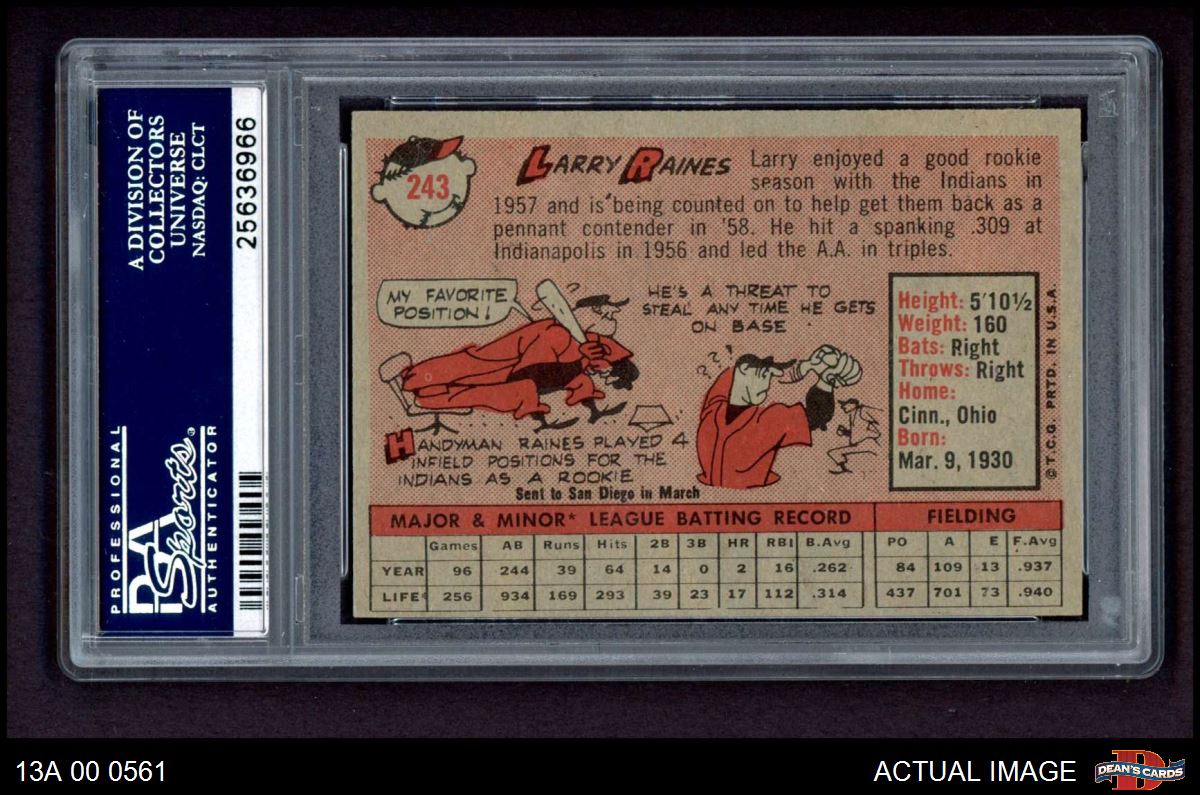 A DIVISION OF
COLLECTORS
UNIVERSE
NASDAQ: CLCT
25636966
PROFESSIONAL
PSA
Sports
AUTHENTICATOR
243
LARRY RAINES
Larry enjoyed a good rookie
season with the Indians in
1957 and is being counted on to help get them back as a
pennant contender in '58. He hit a spanking .309 at
Indianapolis in 1956 and led the A.A. in triples.
MY FAVORITE
POSITION!
HE'S A THREAT TO
STEAL ANY TIME HE GETS
ON BASE
??!
HANDYMAN RAINES PLAYED 4
INFIELD POSITIONS FOR THE
INDIANS AS A ROOKIE
Sent to San Diego in March
Height: 5'10½
Weight: 160
Bats: Right
Throws: Right
Home:
Cinn., Ohio
Born:
Mar. 9, 1930
© T.C.G. PRTD. IN U.S.A.
MAJOR & MINOR* LEAGUE BATTING RECORD FIELDING
Games AB Runs Hits 2B 3B HR RBI B.Avg PO A E F.Avg
YEAR 96 244 39 64 14 0 2 16 .262 84 109 13 .937
LIFE* 256 934 169 293 39 23 17 112 .314 437 701 73 .940
13A 00 0561
ACTUAL IMAGE
D
DEAN'S CARDS